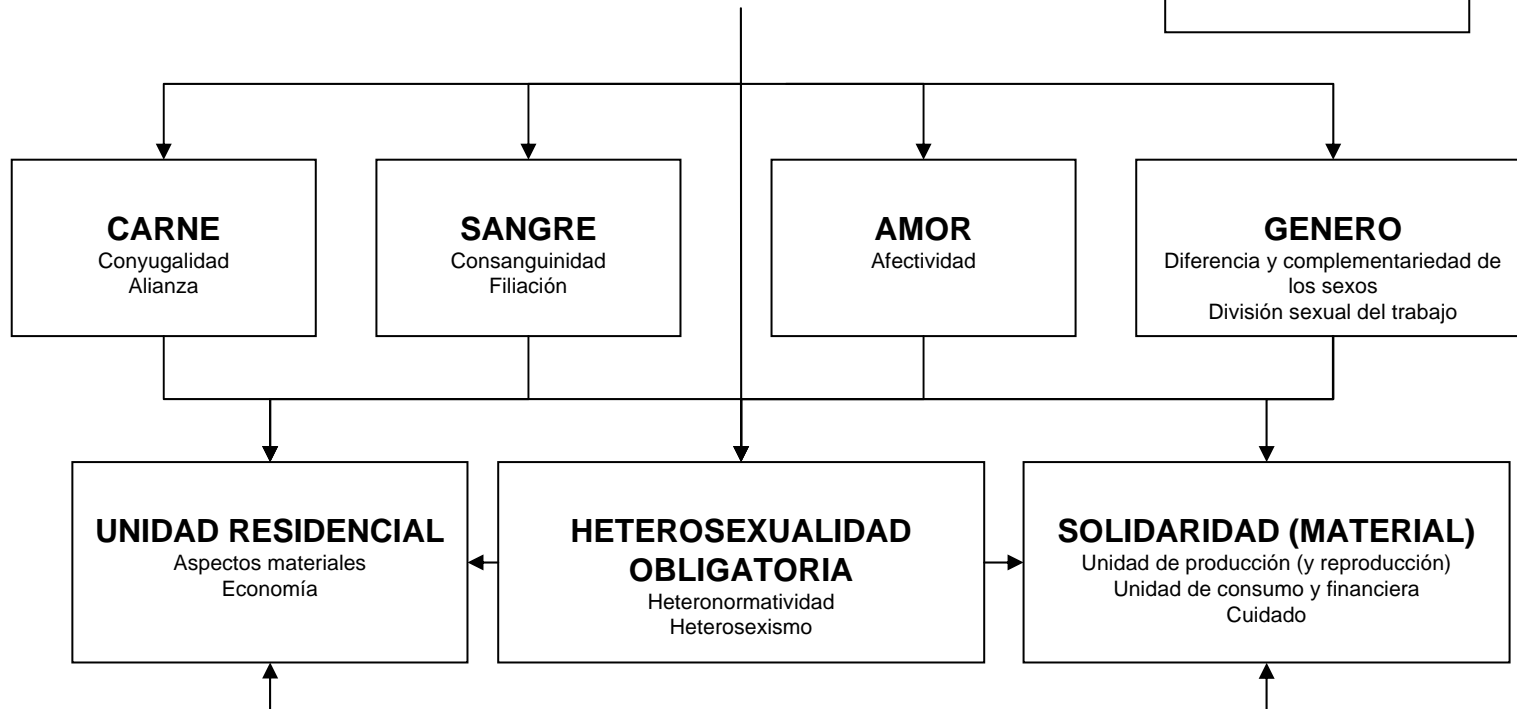 CARNE
Conyugalidad
Alianza
SANGRE
Consanguinidad
Filiación
AMOR
Afectividad
GENERO
Diferencia y complementariedad de
los sexos
División sexual del trabajo
UNIDAD RESIDENCIAL
Aspectos materiales
Economía
HETEROSEXUALIDAD
OBLIGATORIA
Heteronormatividad
Heterosexismo
SOLIDARIDAD (MATERIAL)
Unidad de producción (y reproducción)
Unidad de consumo y financiera
Cuidado